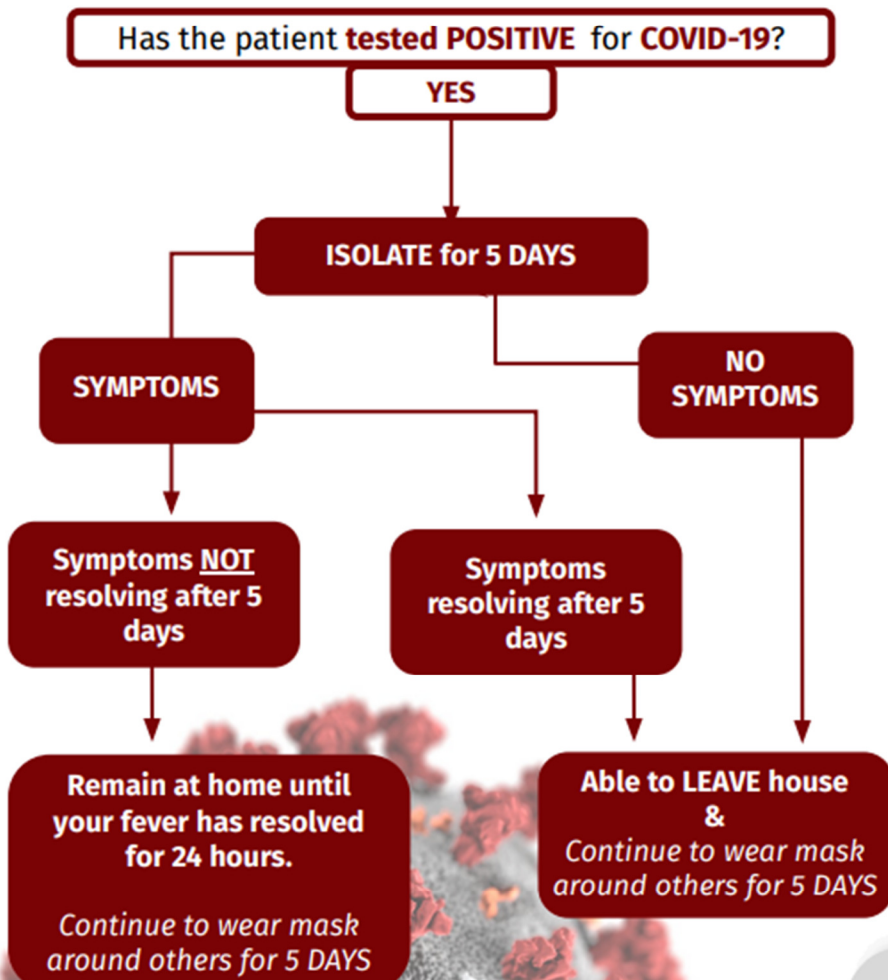 Has the patient tested POSITIVE for COVID-19?
YES
ISOLATE for 5 DAYS
SYMPTOMS
NO
SYMPTOMS
Symptoms NOT
resolving after 5
days
Symptoms
resolving after 5
days
Remain at home until
your fever has resolved
for 24 hours.
Continue to wear mask
around others for 5 DAYS
Able to LEAVE house
&
Continue to wear mask
around others for 5 DAYS